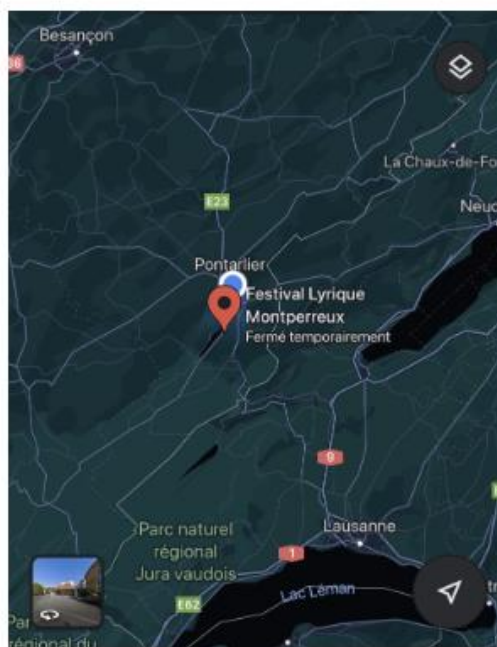 Besançon
36
La Chaux-de-Fo
E23
Neuc
Pontarlier
Festival Lyrique
Montperreux
Fermé temporairement
9
Parc naturel
régional
Jura vaudois
Lausanne
1
Lac Léman
E62
Par
régional du